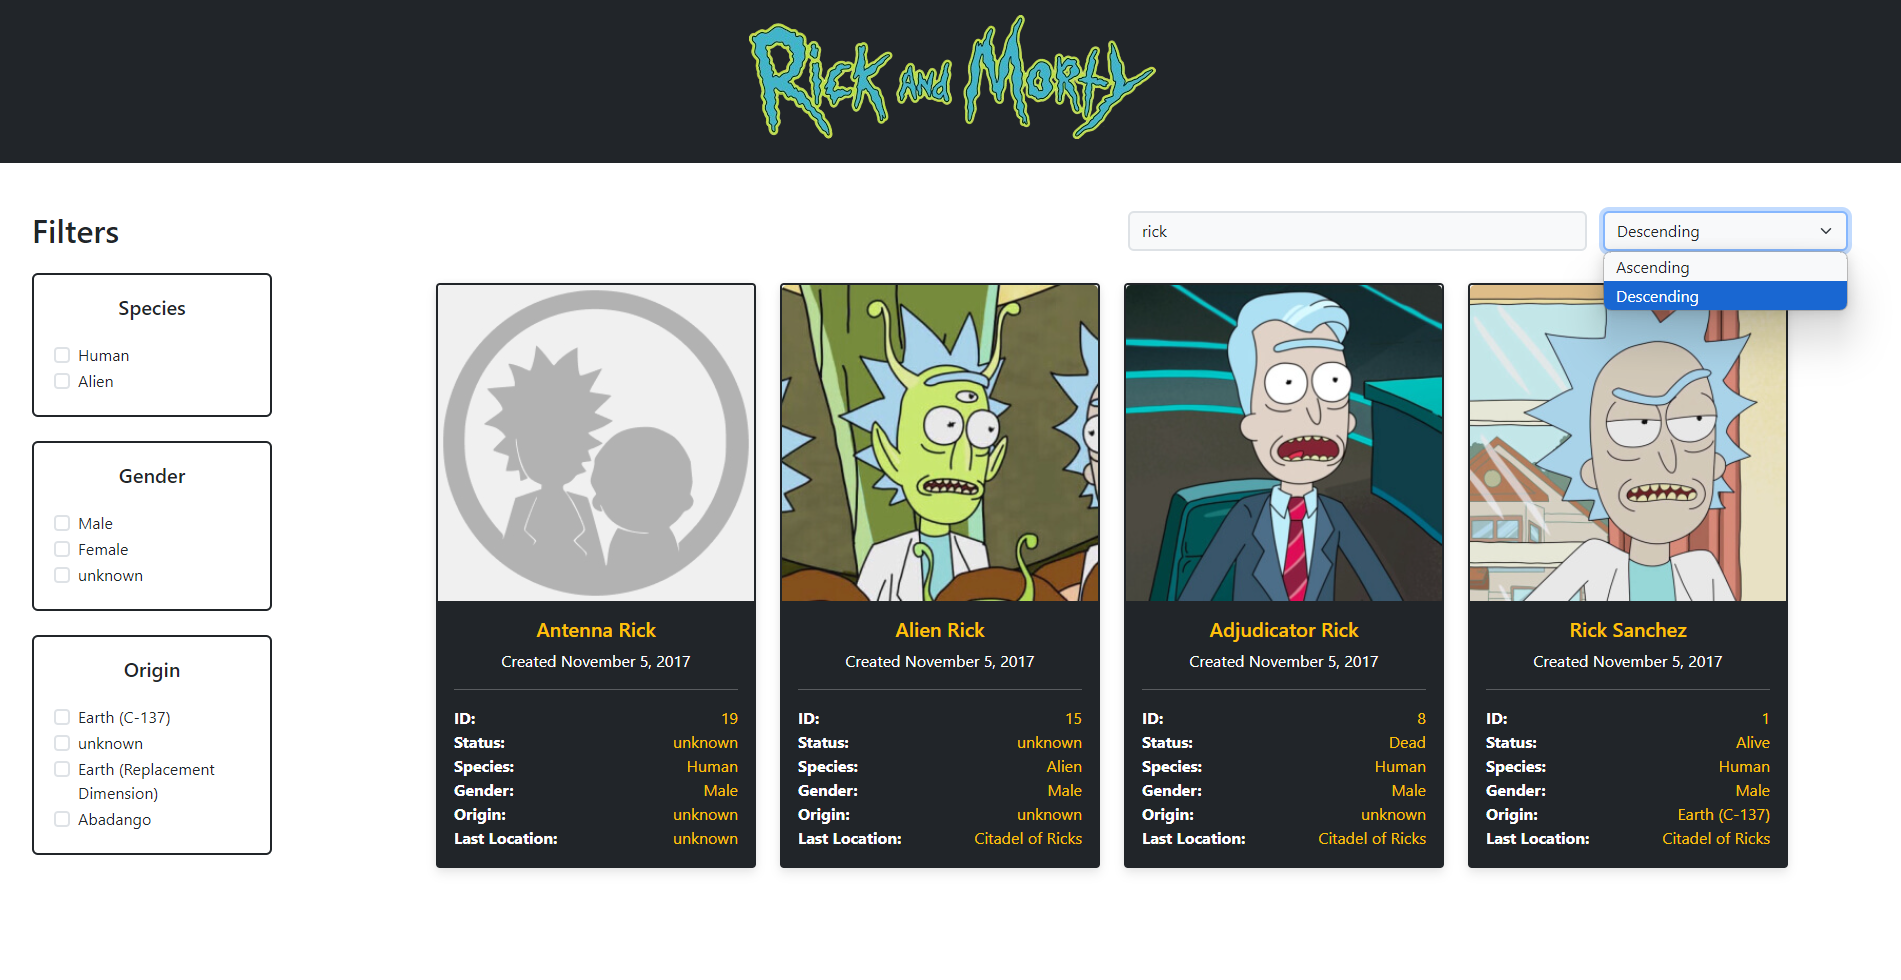 Rick and Morty
Filters
rick
Descending
Ascending
Descending
Species
Human
Alien
Gender
Male
Female
unknown
Origin
Earth (C-137)
unknown
Earth (Replacement
Dimension)
Abadango
Antenna Rick
Created November 5, 2017
ID: 19
Status: unknown
Species: Human
Gender: Male
Origin: unknown
Last Location: unknown
Alien Rick
Created November 5, 2017
ID: 15
Status: unknown
Species: Alien
Gender: Male
Origin: unknown
Last Location: Citadel of Ricks
Adjudicator Rick
Created November 5, 2017
ID: 8
Status: Dead
Species: Human
Gender: Male
Origin: unknown
Last Location: Citadel of Ricks
Rick Sanchez
Created November 5, 2017
ID: 1
Status: Alive
Species: Human
Gender: Male
Origin: Earth (C-137)
Last Location: Citadel of Ricks